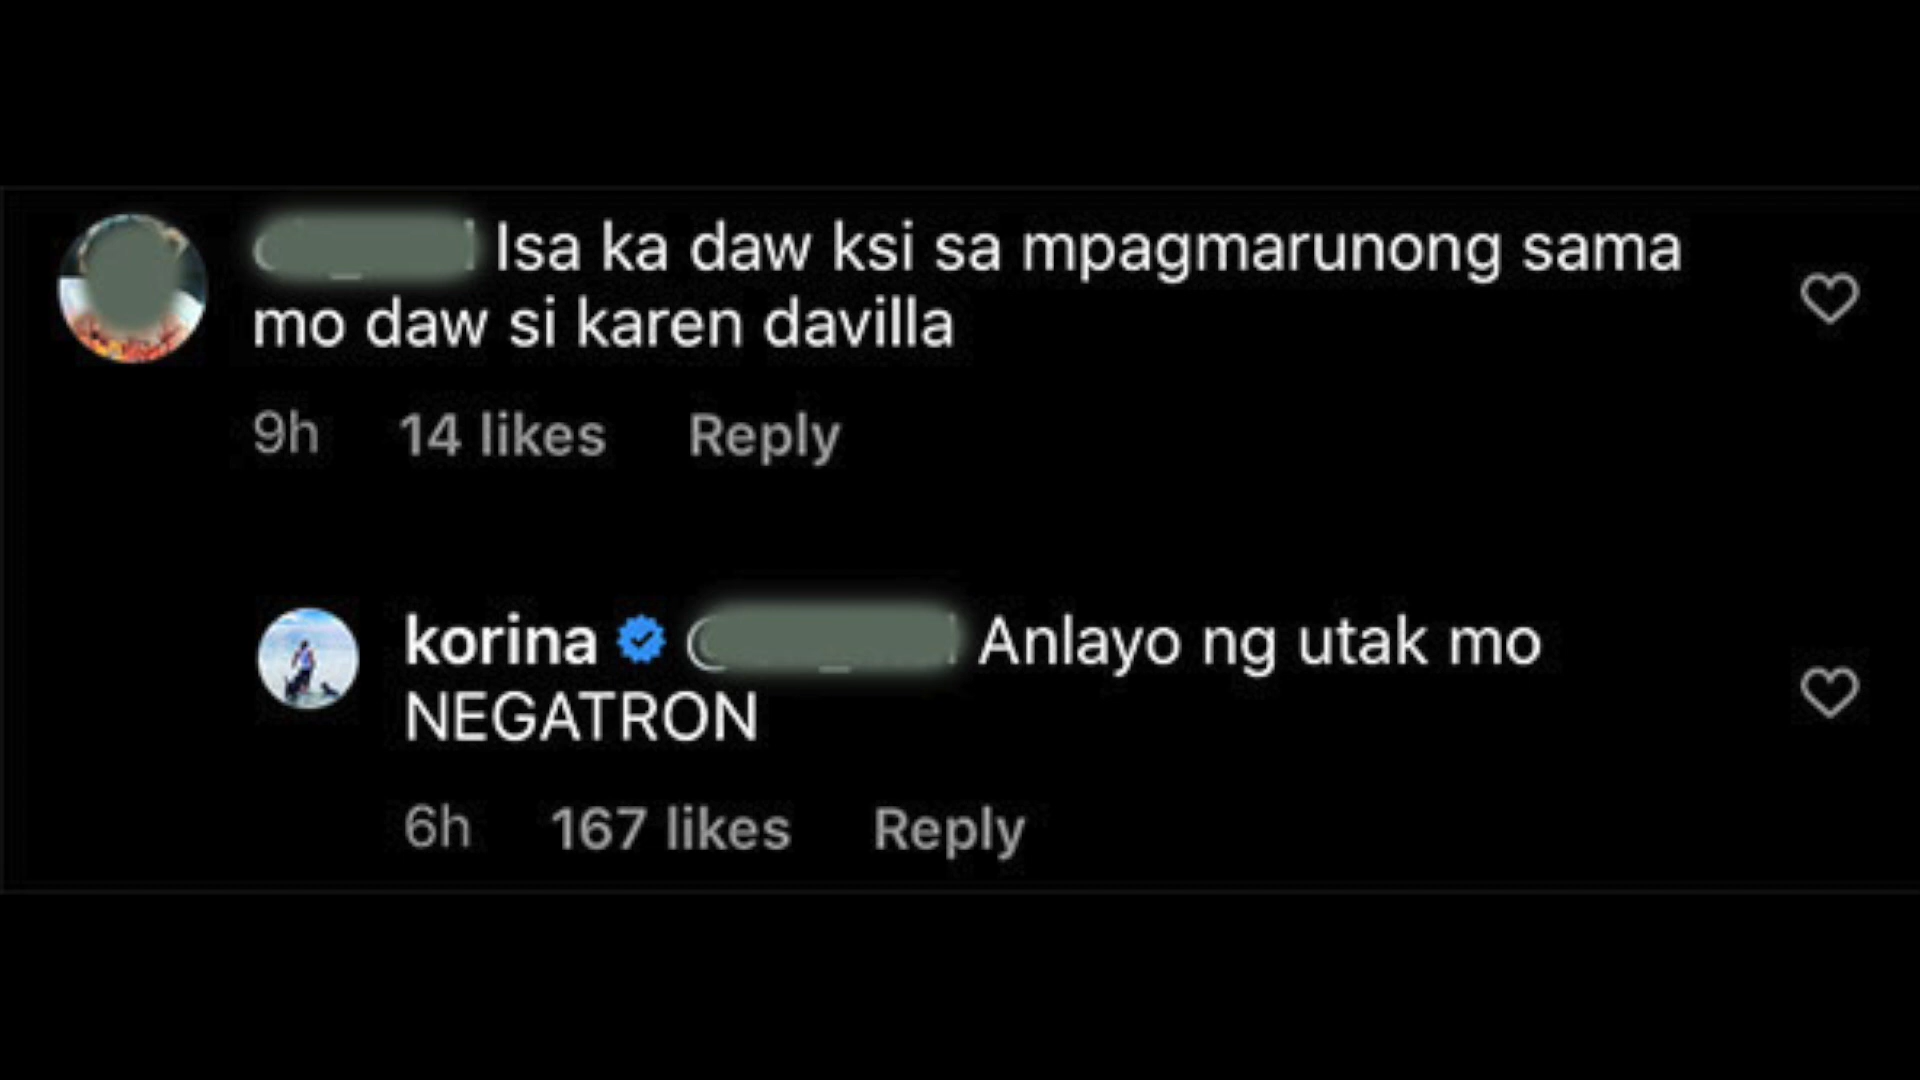 Isa ka daw ksi sa mpagmarunong sama
mo daw si karen davilla
9h 14 likes Reply
korina Anlayo ng utak mo
NEGATRON
6h 167 likes Reply